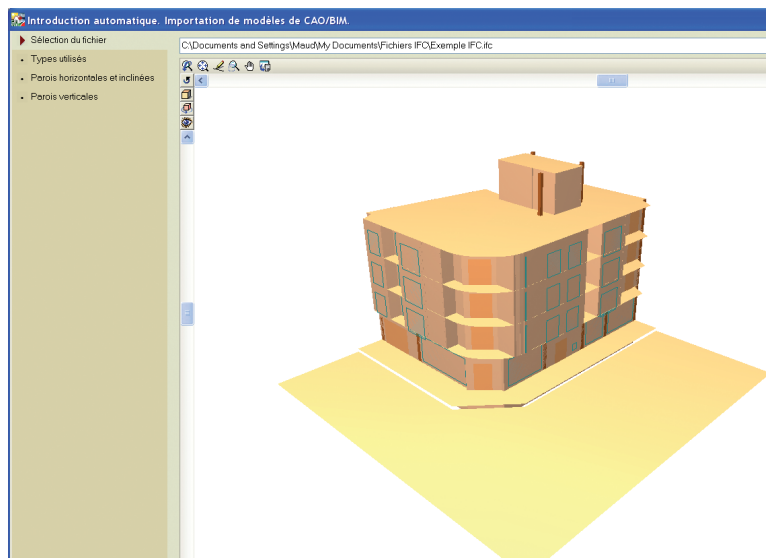 Introduction automatique. Importation de modèles de CAO/BIM.
Sélection du fichier
Types utilisés
Parois horizontales et inclinées
Parois verticales
C:\Documents and Settings\Maud\My Documents\Fichiers IFC\Exemple IFC.ifc